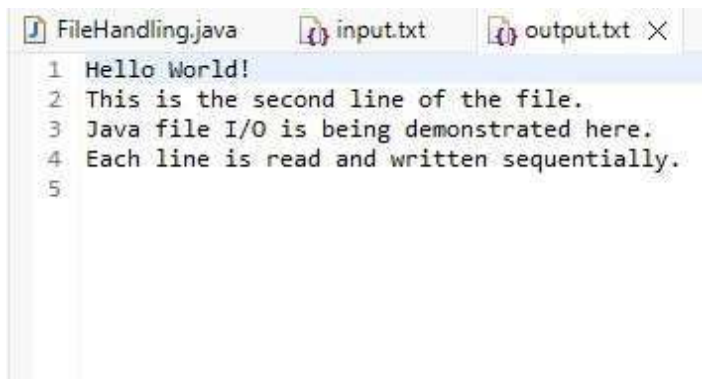 FileHandling.java input.txt output.txt
1 Hello World!
2 This is the second line of the file.
3 Java file I/O is being demonstrated here.
4 Each line is read and written sequentially.
5